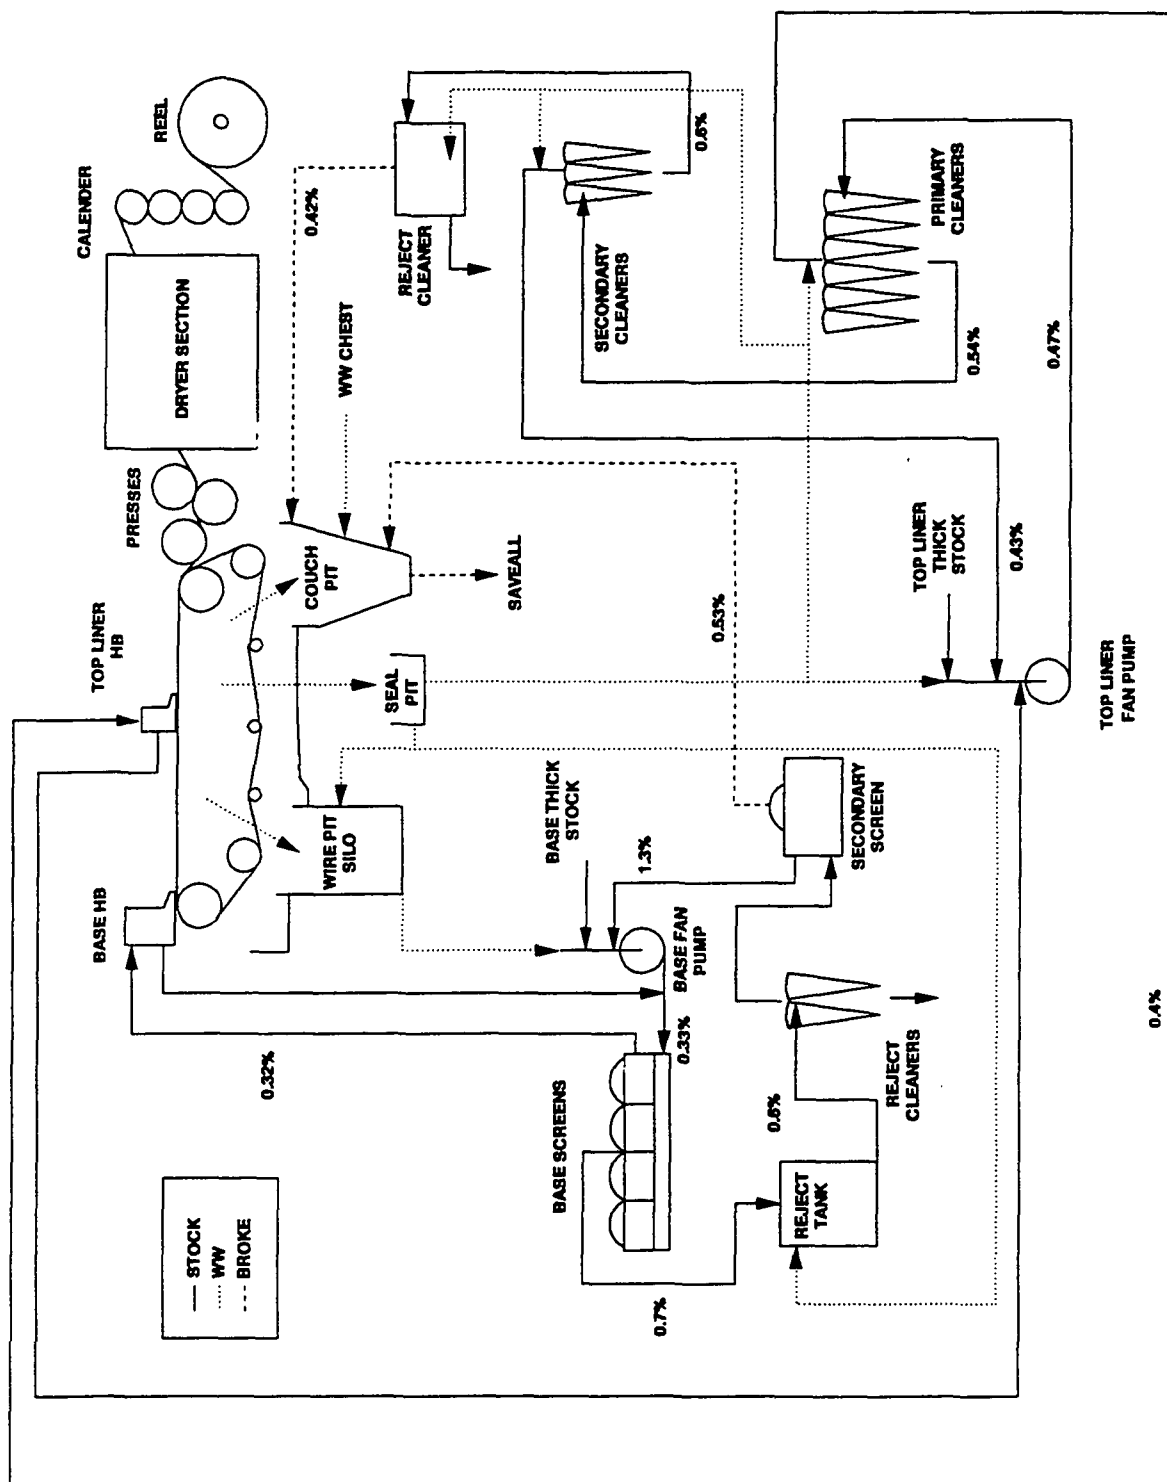 REEL
CALENDER
DRYER SECTION
PRESSES
TOP LINER
HB
BASE HB
0.42%
REJECT
CLEANER
WW CHEST
COUCH
PIT
SAVEALL
SEAL
PIT
WIRE PIT
SILO
0.6%
SECONDARY
CLEANERS
PRIMARY
CLEANERS
0.54%
0.47%
0.53%
TOP LINER
THICK
STOCK
0.43%
TOP LINER
FAN PUMP
BASE THICK
STOCK
1.3%
SECONDARY
SCREEN
BASE FAN
PUMP
0.33%
0.32%
BASE SCREENS
REJECT
CLEANERS
0.6%
REJECT
TANK
0.7%
0.4%
STOCK
WW
BROKE